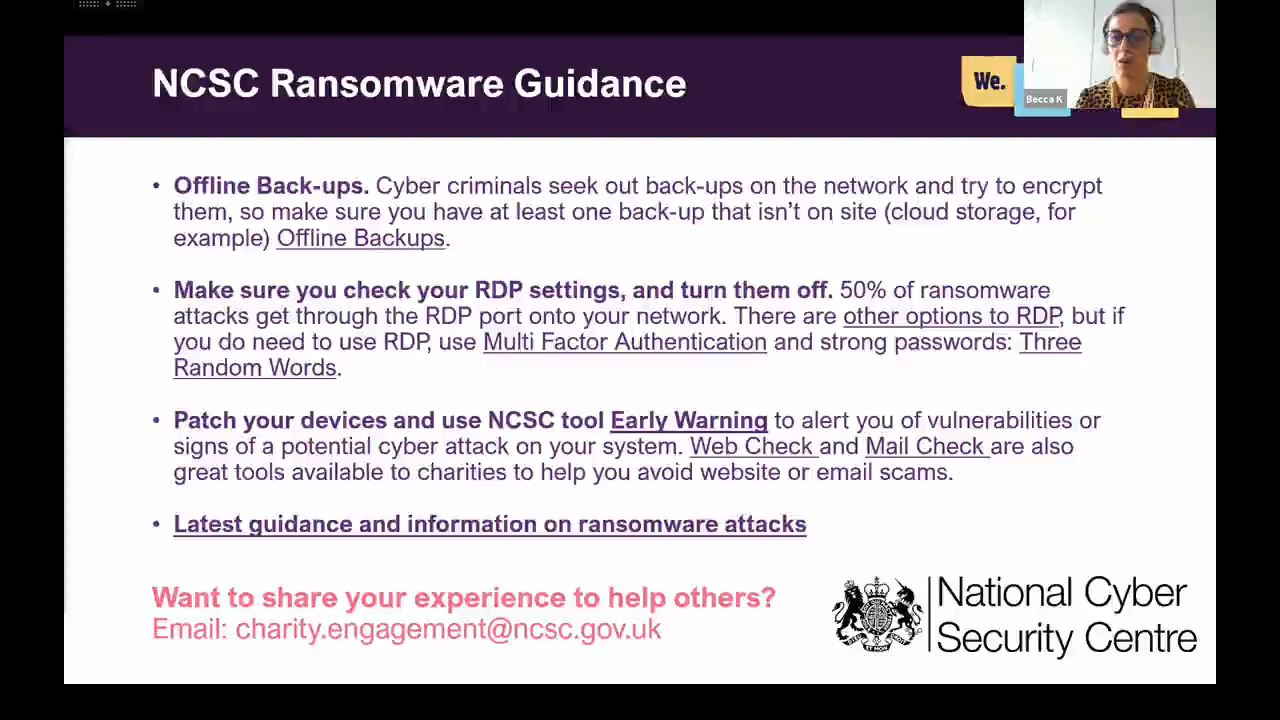 NCSC Ransomware Guidance
We.
Becca K
• Offline Back-ups. Cyber criminals seek out back-ups on the network and try to encrypt
them, so make sure you have at least one back-up that isn’t on site (cloud storage, for
example) Offline Backups.
• Make sure you check your RDP settings, and turn them off. 50% of ransomware
attacks get through the RDP port onto your network. There are other options to RDP, but if
you do need to use RDP, use Multi Factor Authentication and strong passwords: Three
Random Words.
• Patch your devices and use NCSC tool Early Warning to alert you of vulnerabilities or
signs of a potential cyber attack on your system. Web Check and Mail Check are also
great tools available to charities to help you avoid website or email scams.
• Latest guidance and information on ransomware attacks
Want to share your experience to help others?
Email: charity.engagement@ncsc.gov.uk
National Cyber
Security Centre